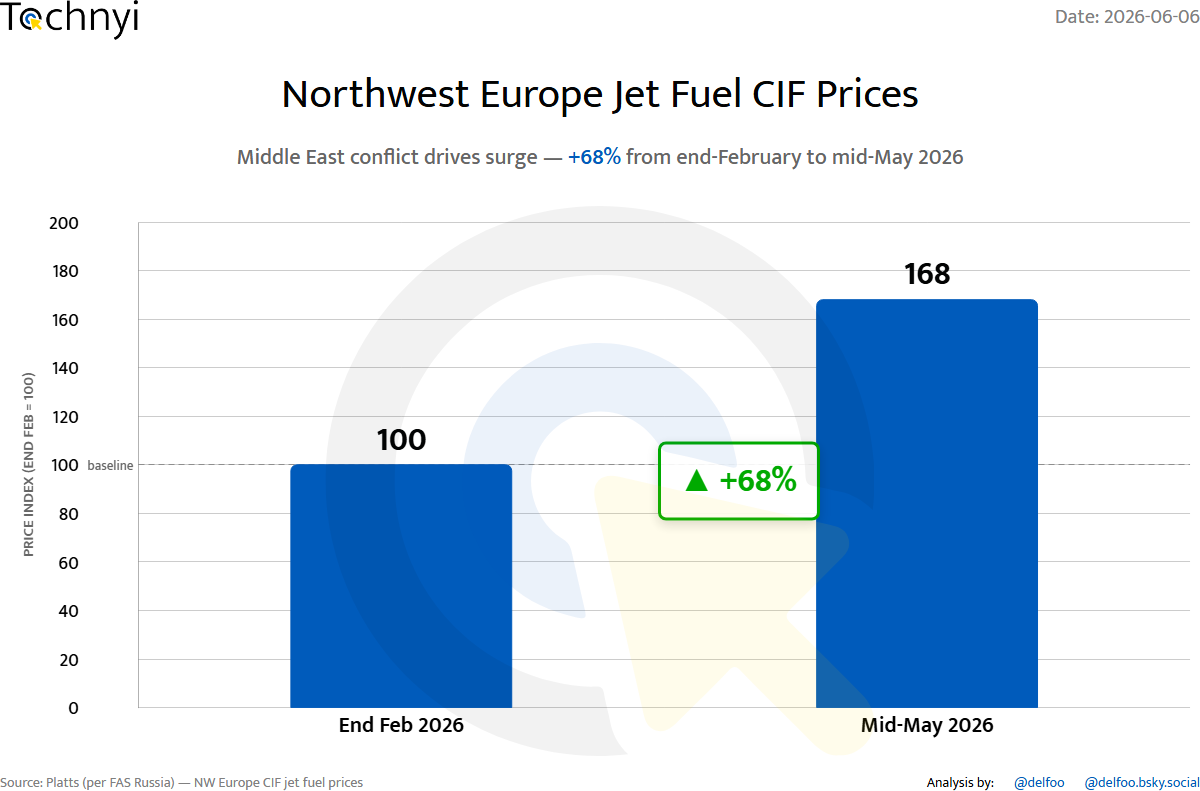 Technyi
Date: 2026-06-06
Northwest Europe Jet Fuel CIF Prices
Middle East conflict drives surge — +68% from end-February to mid-May 2026
PRICE INDEX (END FEB = 100)
200
180
160
140
120
100 baseline
80
60
40
20
0
100
▲ +68%
168
End Feb 2026
Mid-May 2026
Source: Platts (per FAS Russia) — NW Europe CIF jet fuel prices
Analysis by: @delfoo @delfoo.bsky.social